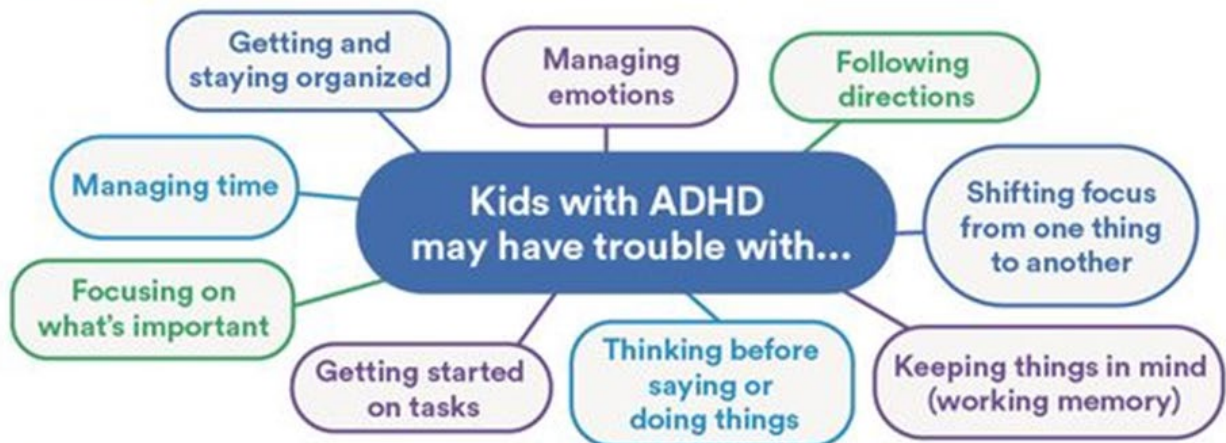 Getting and
staying organized
Managing
emotions
Following
directions
Managing time
Kids with ADHD
may have trouble with...
Shifting focus
from one thing
to another
Focusing on
what's important
Getting started
on tasks
Thinking before
saying or
doing things
Keeping things in mind
(working memory)